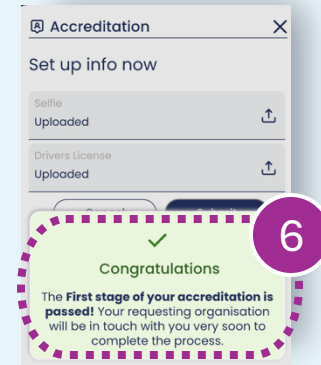 Accreditation
Set up info now
Selfie
Uploaded
Drivers License
Uploaded
6
Congratulations
The First stage of your accreditation is
passed! Your requesting organisation
will be in touch with you very soon to
complete the process.